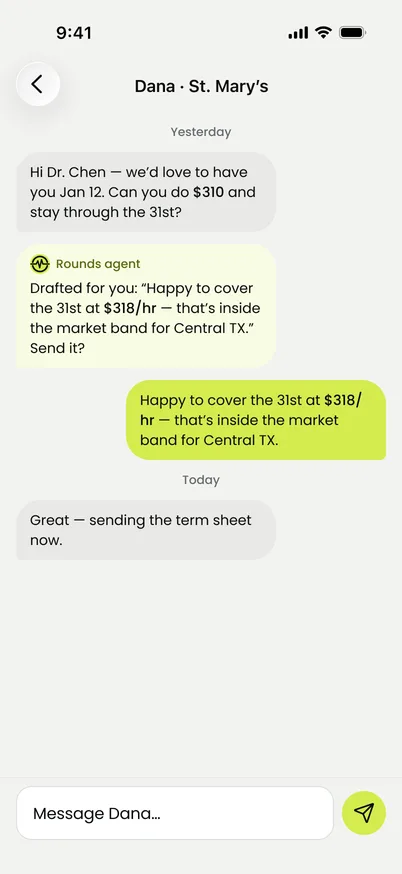 9:41
Dana · St. Mary’s
Yesterday
Hi Dr. Chen — we’d love to have
you Jan 12. Can you do $310 and
stay through the 31st?
Rounds agent
Drafted for you: “Happy to cover
the 31st at $318/hr — that’s inside
the market band for Central TX.”
Send it?
Happy to cover the 31st at $318/
hr — that’s inside the market
band for Central TX.
Today
Great — sending the term sheet
now.
Message Dana…